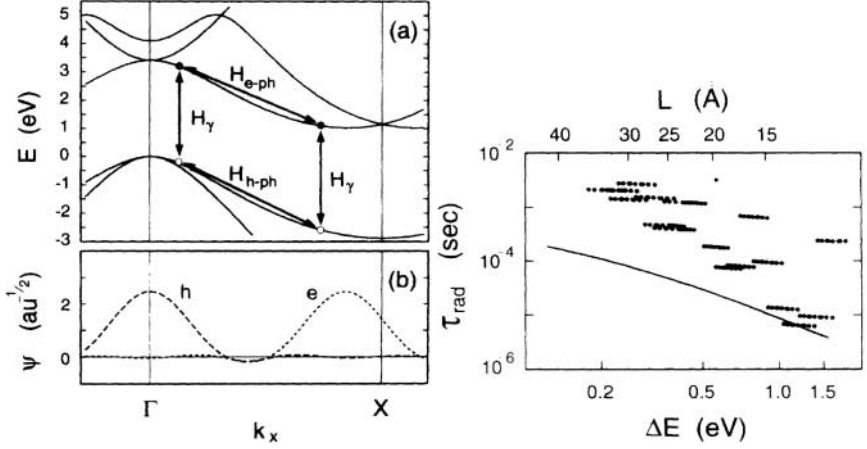 (a)
5
4
3
2
1
0
-1
-2
-3
E (eV)
H_e-ph
H_γ
H_γ
H_h-ph
(b)
h
e
2
0
Ψ (au^-1/2)
Γ
X
k_x
L (Å)
40 30 25 20 15
10^-2
10^-4
10^-6
τ_rad (sec)
0.2 0.5 1.0 1.5
ΔE (eV)